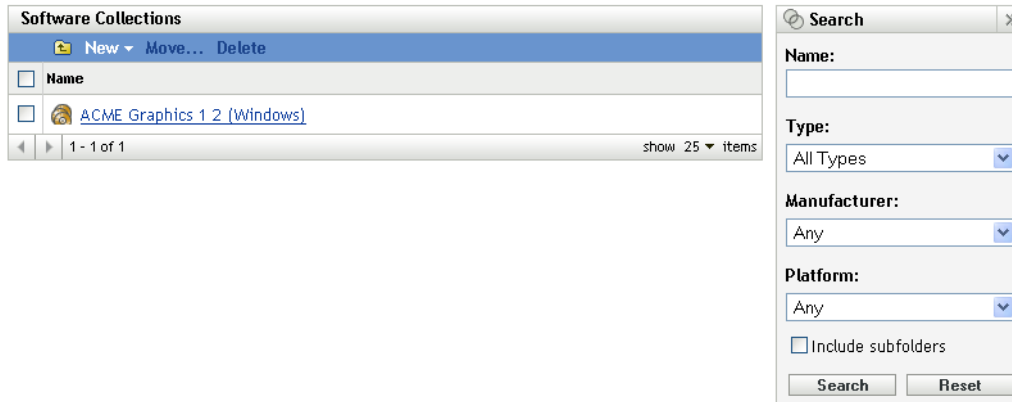 Software Collections
New Move... Delete
Name
ACME Graphics 1 2 (Windows)
1 - 1 of 1 show 25 items
Search
Name:
Type:
All Types
Manufacturer:
Any
Platform:
Any
Include subfolders
Search Reset